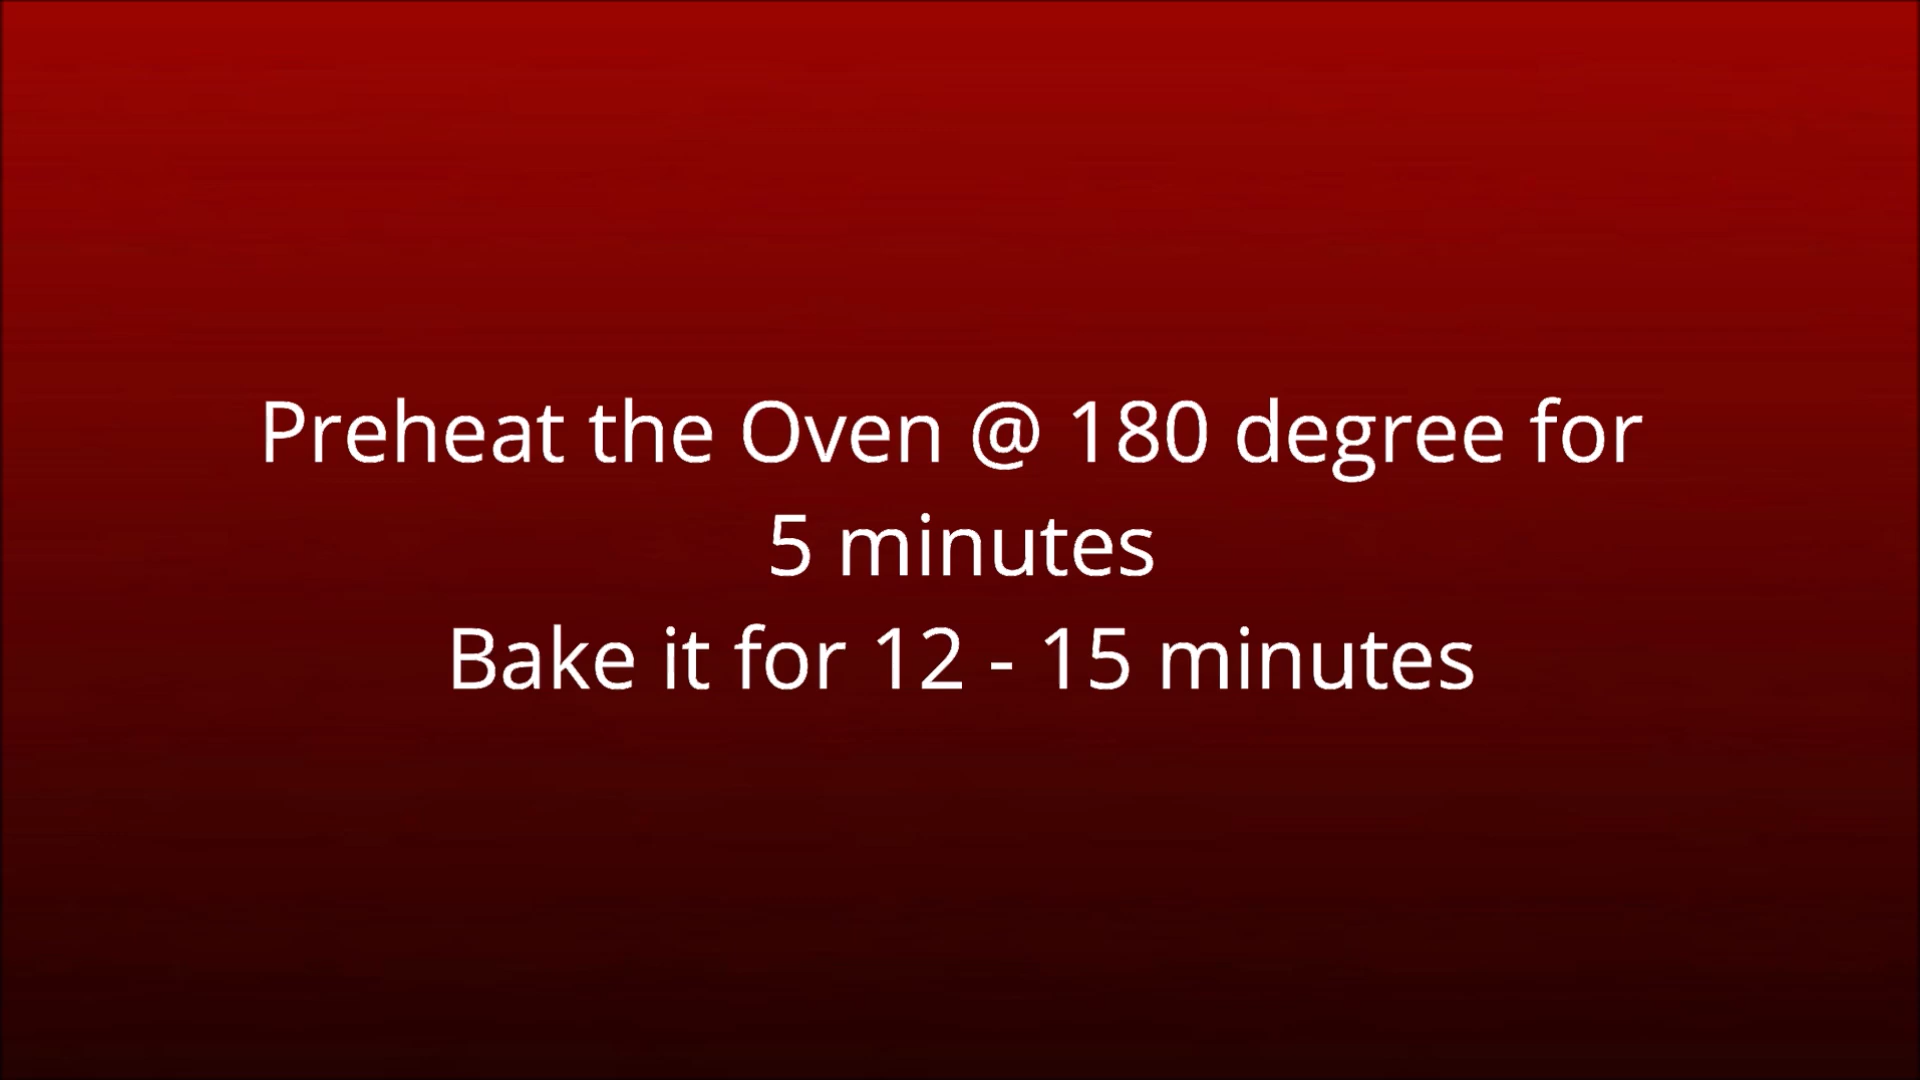 Preheat the Oven @ 180 degree for
5 minutes
Bake it for 12 - 15 minutes